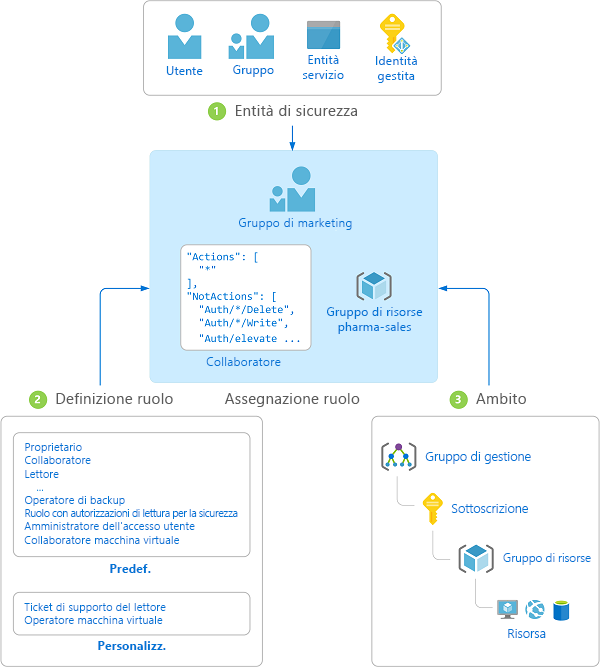 Utente
Gruppo
Entità
servizio
Identità
gestita
1 Entità di sicurezza
Gruppo di marketing
"Actions": [
"*"
],
"NotActions": [
"Auth/*/Delete",
"Auth/*/Write",
"Auth/elevate ...
Collaboratore
Gruppo di risorse
pharma-sales
2 Definizione ruolo
Assegnazione ruolo
3 Ambito
Proprietario
Collaboratore
Lettore
...
Operatore di backup
Ruolo con autorizzazioni di lettura per la sicurezza
Amministratore dell'accesso utente
Collaboratore macchina virtuale
Predef.
Ticket di supporto del lettore
Operatore macchina virtuale
Personalizz.
Gruppo di gestione
Sottoscrizione
Gruppo di risorse
Risorsa